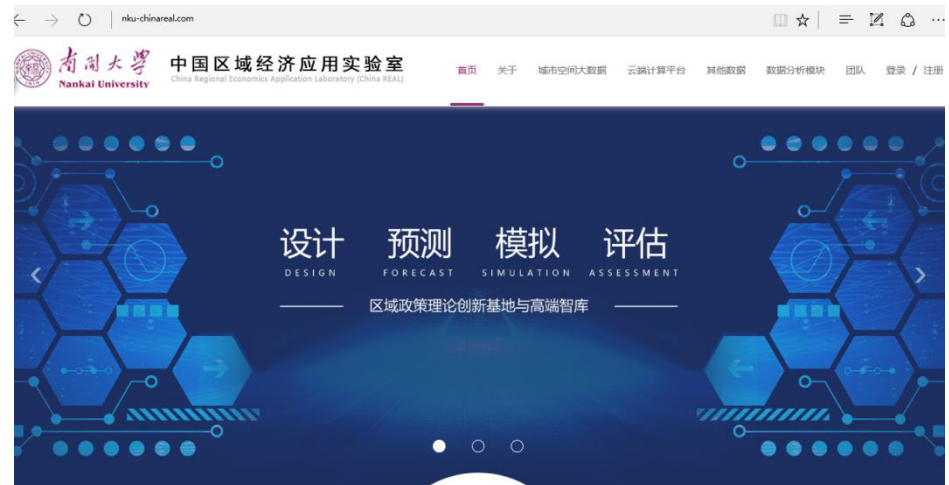 nku-chinareal.com
南开大学
Nankai University
中国区域经济应用实验室
China Regional Economics Application Laboratory (China REAL)
首页 关于 城市空间大数据 云端计算平台 其他数据 数据分析模块 团队 登录 / 注册
设计 预测 模拟 评估
DESIGN FORECAST SIMULATION ASSESSMENT
区域政策理论创新基地与高端智库